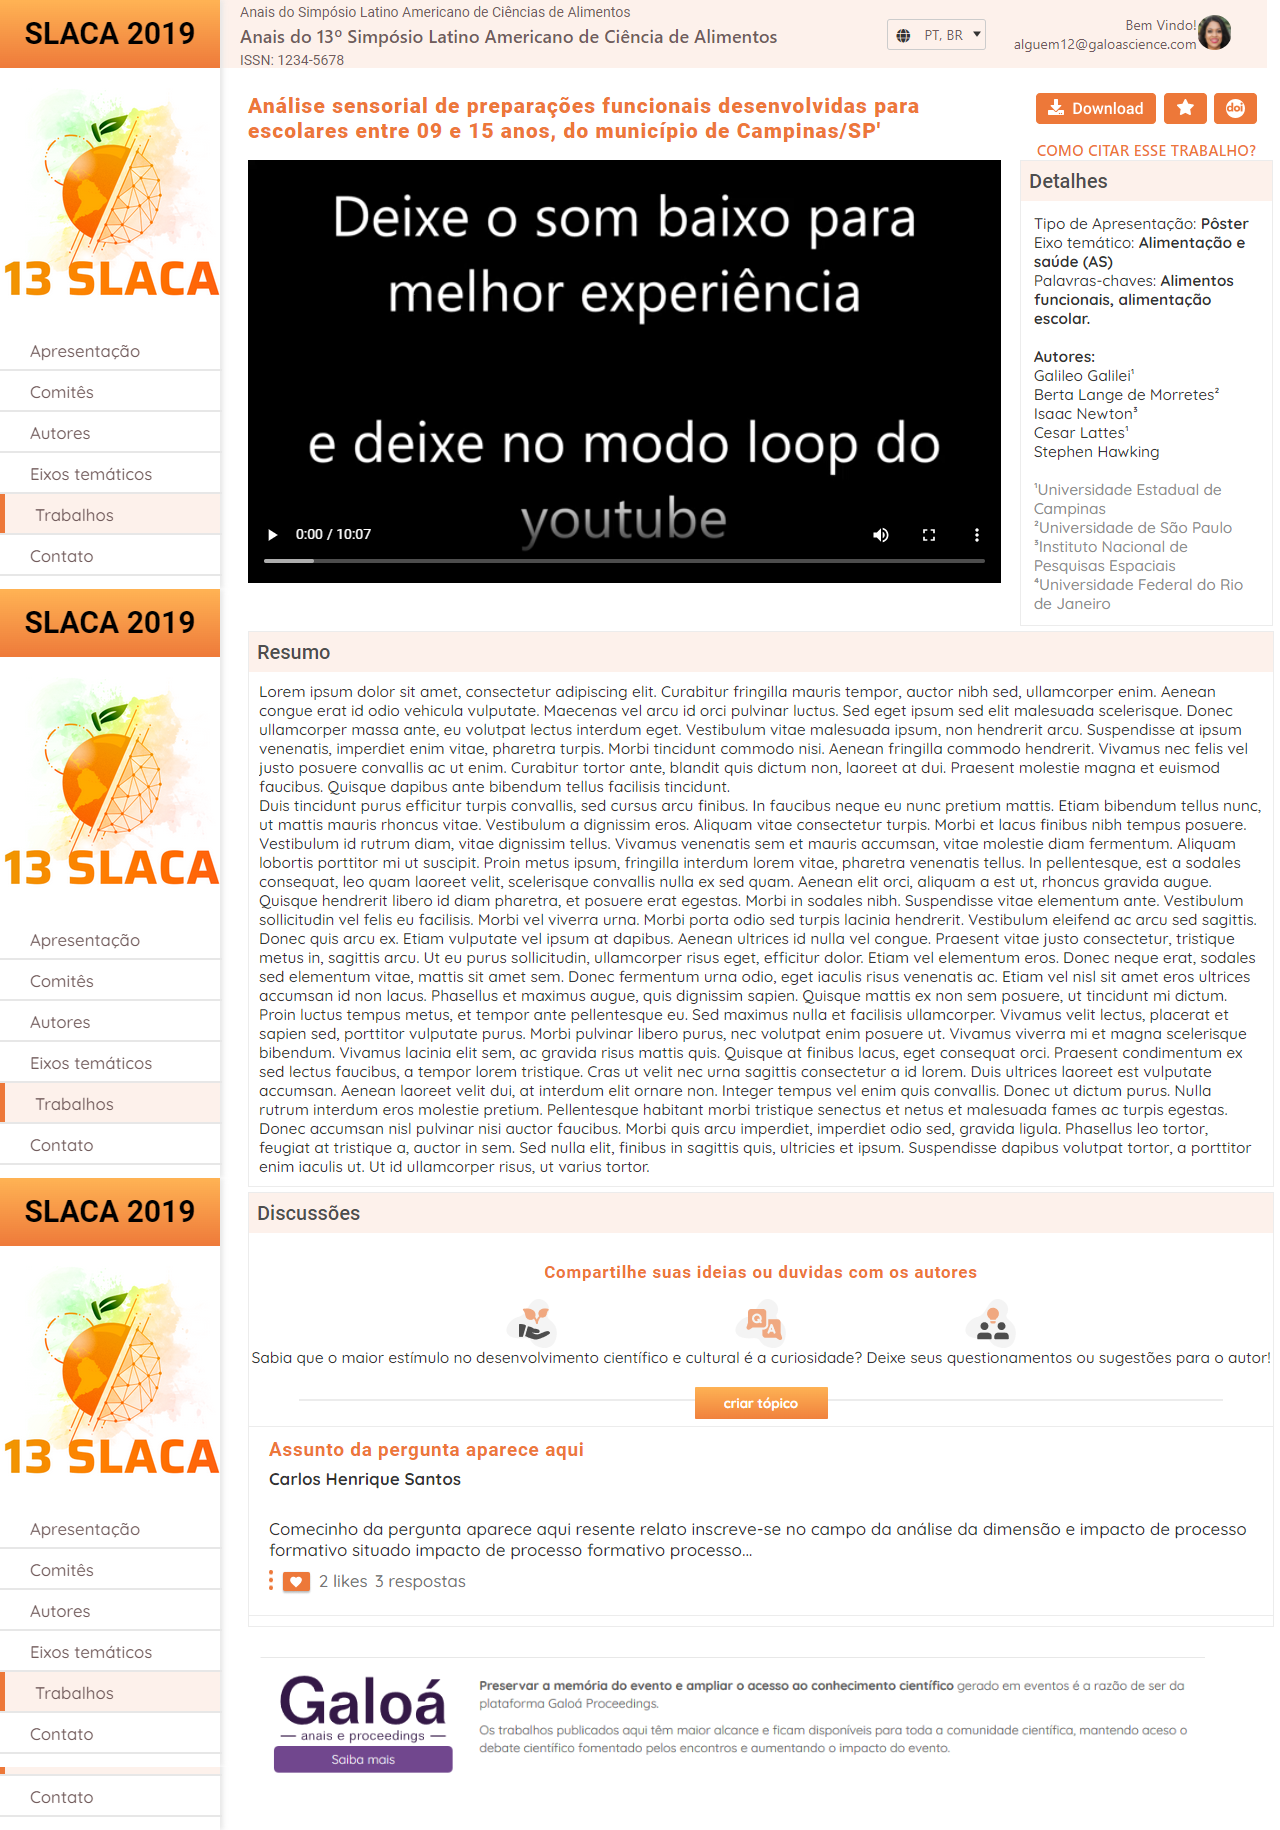 SLACA 2019
Anais do Simpósio Latino Americano de Ciências de Alimentos
Anais do 13º Simpósio Latino Americano de Ciência de Alimentos
ISSN: 1234-5678
PT, BR
Bem Vindo!
alguem12@galoascience.com
13 SLACA
Apresentação
Comitês
Autores
Eixos temáticos
Trabalhos
Contato
SLACA 2019
13 SLACA
Apresentação
Comitês
Autores
Eixos temáticos
Trabalhos
Contato
SLACA 2019
13 SLACA
Apresentação
Comitês
Autores
Eixos temáticos
Trabalhos
Contato
Contato
Análise sensorial de preparações funcionais desenvolvidas para
escolares entre 09 e 15 anos, do município de Campinas/SP'
Download
doi
COMO CITAR ESSE TRABALHO?
Deixe o som baixo para
melhor experiência
e deixe no modo loop do
youtube
0:00 / 10:07
Detalhes
Tipo de Apresentação: Pôster
Eixo temático: Alimentação e
saúde (AS)
Palavras-chaves: Alimentos
funcionais, alimentação
escolar.
Autores:
Galileo Galilei¹
Berta Lange de Morretes²
Isaac Newton³
Cesar Lattes¹
Stephen Hawking
¹Universidade Estadual de
Campinas
²Universidade de São Paulo
³Instituto Nacional de
Pesquisas Espaciais
⁴Universidade Federal do Rio
de Janeiro
Resumo
Lorem ipsum dolor sit amet, consectetur adipiscing elit. Curabitur fringilla mauris tempor, auctor nibh sed, ullamcorper enim. Aenean
congue erat id odio vehicula vulputate. Maecenas vel arcu id orci pulvinar luctus. Sed eget ipsum sed elit malesuada scelerisque. Donec
ullamcorper massa ante, eu volutpat lectus interdum eget. Vestibulum vitae malesuada ipsum, non hendrerit arcu. Suspendisse at ipsum
venenatis, imperdiet enim vitae, pharetra turpis. Morbi tincidunt commodo nisi. Aenean fringilla commodo hendrerit. Vivamus nec felis vel
justo posuere convallis ac ut enim. Curabitur tortor ante, blandit quis dictum non, laoreet at dui. Praesent molestie magna et euismod
faucibus. Quisque dapibus ante bibendum tellus facilisis tincidunt.
Duis tincidunt purus efficitur turpis convallis, sed cursus arcu finibus. In faucibus neque eu nunc pretium mattis. Etiam bibendum tellus nunc,
ut mattis mauris rhoncus vitae. Vestibulum a dignissim eros. Aliquam vitae consectetur turpis. Morbi et lacus finibus nibh tempus posuere.
Vestibulum id rutrum diam, vitae dignissim tellus. Vivamus venenatis sem et mauris accumsan, vitae molestie diam fermentum. Aliquam
lobortis porttitor mi ut suscipit. Proin metus ipsum, fringilla interdum lorem vitae, pharetra venenatis tellus. In pellentesque, est a sodales
consequat, leo quam laoreet velit, scelerisque convallis nulla ex sed quam. Aenean elit orci, aliquam a est ut, rhoncus gravida augue.
Quisque hendrerit libero id diam pharetra, et posuere erat egestas. Morbi in sodales nibh. Suspendisse vitae elementum ante. Vestibulum
sollicitudin vel felis eu facilisis. Morbi vel viverra urna. Morbi porta odio sed turpis lacinia hendrerit. Vestibulum eleifend ac arcu sed sagittis.
Donec quis arcu ex. Etiam vulputate vel ipsum at dapibus. Aenean ultrices id nulla vel congue. Praesent vitae justo consectetur, tristique
metus in, sagittis arcu. Ut eu purus sollicitudin, ullamcorper risus eget, efficitur dolor. Etiam vel elementum eros. Donec neque erat, sodales
sed elementum vitae, mattis sit amet sem. Donec fermentum urna odio, eget iaculis risus venenatis ac. Etiam vel nisl sit amet eros ultrices
accumsan id non lacus. Phasellus et maximus augue, quis dignissim sapien. Quisque mattis ex non sem posuere, ut tincidunt mi dictum.
Proin luctus tempus metus, et tempor ante pellentesque eu. Sed maximus nulla et facilisis ullamcorper. Vivamus velit lectus, placerat et
sapien sed, porttitor vulputate purus. Morbi pulvinar libero purus, nec volutpat enim posuere ut. Vivamus viverra mi et magna scelerisque
bibendum. Vivamus lacinia elit sem, ac gravida risus mattis quis. Quisque at finibus lacus, eget consequat orci. Praesent condimentum ex
sed lectus faucibus, a tempor lorem tristique. Cras ut velit nec urna sagittis consectetur a id lorem. Duis ultrices laoreet est vulputate
accumsan. Aenean laoreet velit dui, at interdum elit ornare non. Integer tempus vel enim quis convallis. Donec ut dictum purus. Nulla
rutrum interdum eros molestie pretium. Pellentesque habitant morbi tristique senectus et netus et malesuada fames ac turpis egestas.
Donec accumsan nisl pulvinar nisi auctor faucibus. Morbi quis arcu imperdiet, imperdiet odio sed, gravida ligula. Phasellus leo tortor,
feugiat at tristique a, auctor in sem. Sed nulla elit, finibus in sagittis quis, ultricies et ipsum. Suspendisse dapibus volutpat tortor, a porttitor
enim iaculis ut. Ut id ullamcorper risus, ut varius tortor.
Discussões
Compartilhe suas ideias ou duvidas com os autores
Q A
Sabia que o maior estímulo no desenvolvimento científico e cultural é a curiosidade? Deixe seus questionamentos ou sugestões para o autor!
criar tópico
Assunto da pergunta aparece aqui
Carlos Henrique Santos
Comecinho da pergunta aparece aqui resente relato inscreve-se no campo da análise da dimensão e impacto de processo
formativo situado impacto de processo formativo processo...
2 likes 3 respostas
Galoá
anais e proceedings
Saiba mais
Preservar a memória do evento e ampliar o acesso ao conhecimento científico gerado em eventos é a razão de ser da
plataforma Galoá Proceedings.
Os trabalhos publicados aqui têm maior alcance e ficam disponíveis para toda a comunidade científica, mantendo aceso o
debate científico fomentado pelos encontros e aumentando o impacto do evento.